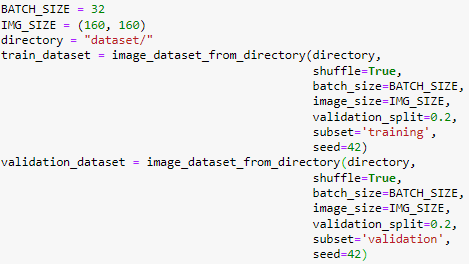 BATCH_SIZE = 32
IMG_SIZE = (160, 160)
directory = "dataset/"
train_dataset = image_dataset_from_directory(directory,
                                             shuffle=True,
                                             batch_size=BATCH_SIZE,
                                             image_size=IMG_SIZE,
                                             validation_split=0.2,
                                             subset='training',
                                             seed=42)
validation_dataset = image_dataset_from_directory(directory,
                                             shuffle=True,
                                             batch_size=BATCH_SIZE,
                                             image_size=IMG_SIZE,
                                             validation_split=0.2,
                                             subset='validation',
                                             seed=42)